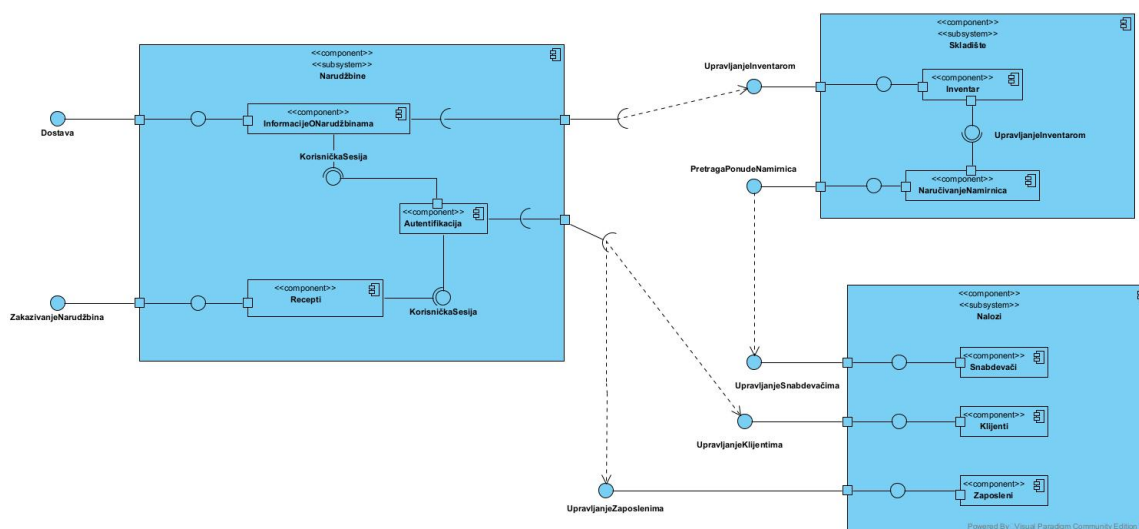 <<component>>
<<subsystem>>
Narudžbine
Dostava
<<component>>
InformacijeONarudžbinama
KorisničkaSesija
<<component>>
Autentifikacija
<<component>>
Recepti
KorisničkaSesija
ZakazivanjeNarudžbina
<<component>>
<<subsystem>>
Skladište
UpravljanjeInventarom
<<component>>
Inventar
UpravljanjeInventarom
PretragaPonudeNamirnica
<<component>>
NaručivanjeNamirnica
<<component>>
<<subsystem>>
Nalozi
<<component>>
Snabdevači
UpravljanjeSnabdevačima
<<component>>
Klijenti
UpravljanjeKlijentima
<<component>>
Zaposleni
UpravljanjeZaposlenima
Powered By Visual Paradigm Community Edition